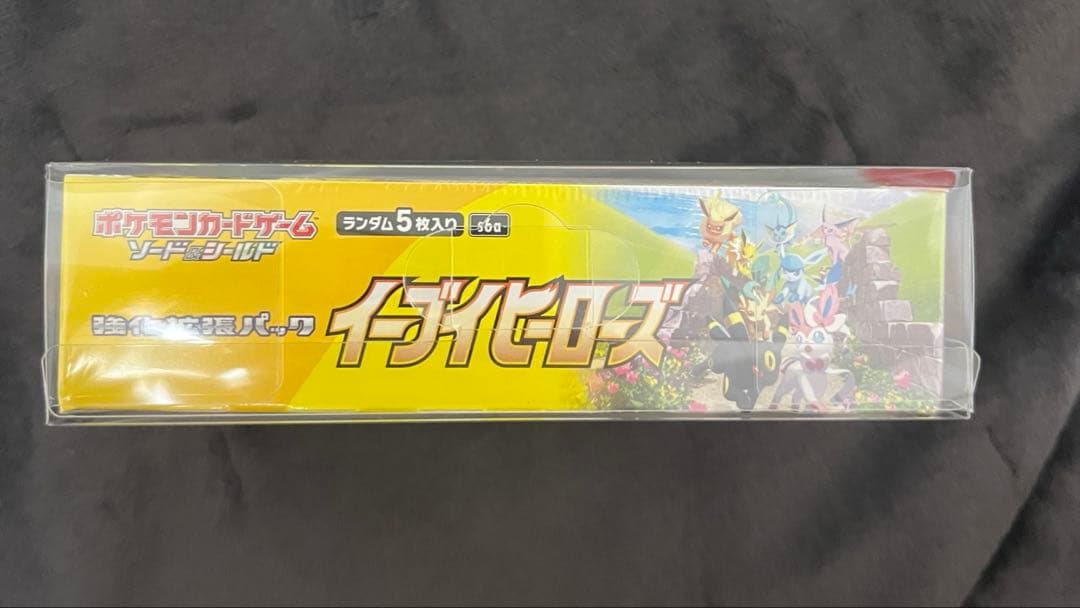 ポケモンカードゲーム
ソード&シールド
ランダム5枚入り
s6a
強化拡張パック
イーブイヒーローズ